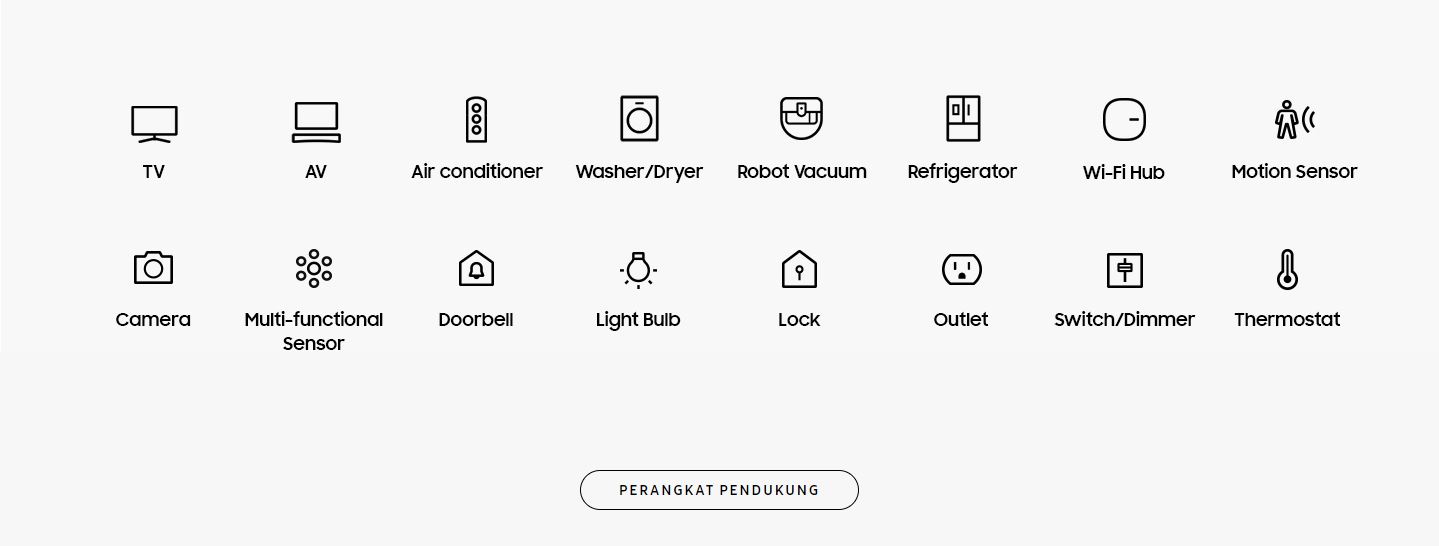 TV
AV
Air conditioner
Washer/Dryer
Robot Vacuum
Refrigerator
Wi-Fi Hub
Motion Sensor
Camera
Multi-functional
Sensor
Doorbell
Light Bulb
Lock
Outlet
Switch/Dimmer
Thermostat
PERANGKAT PENDUKUNG